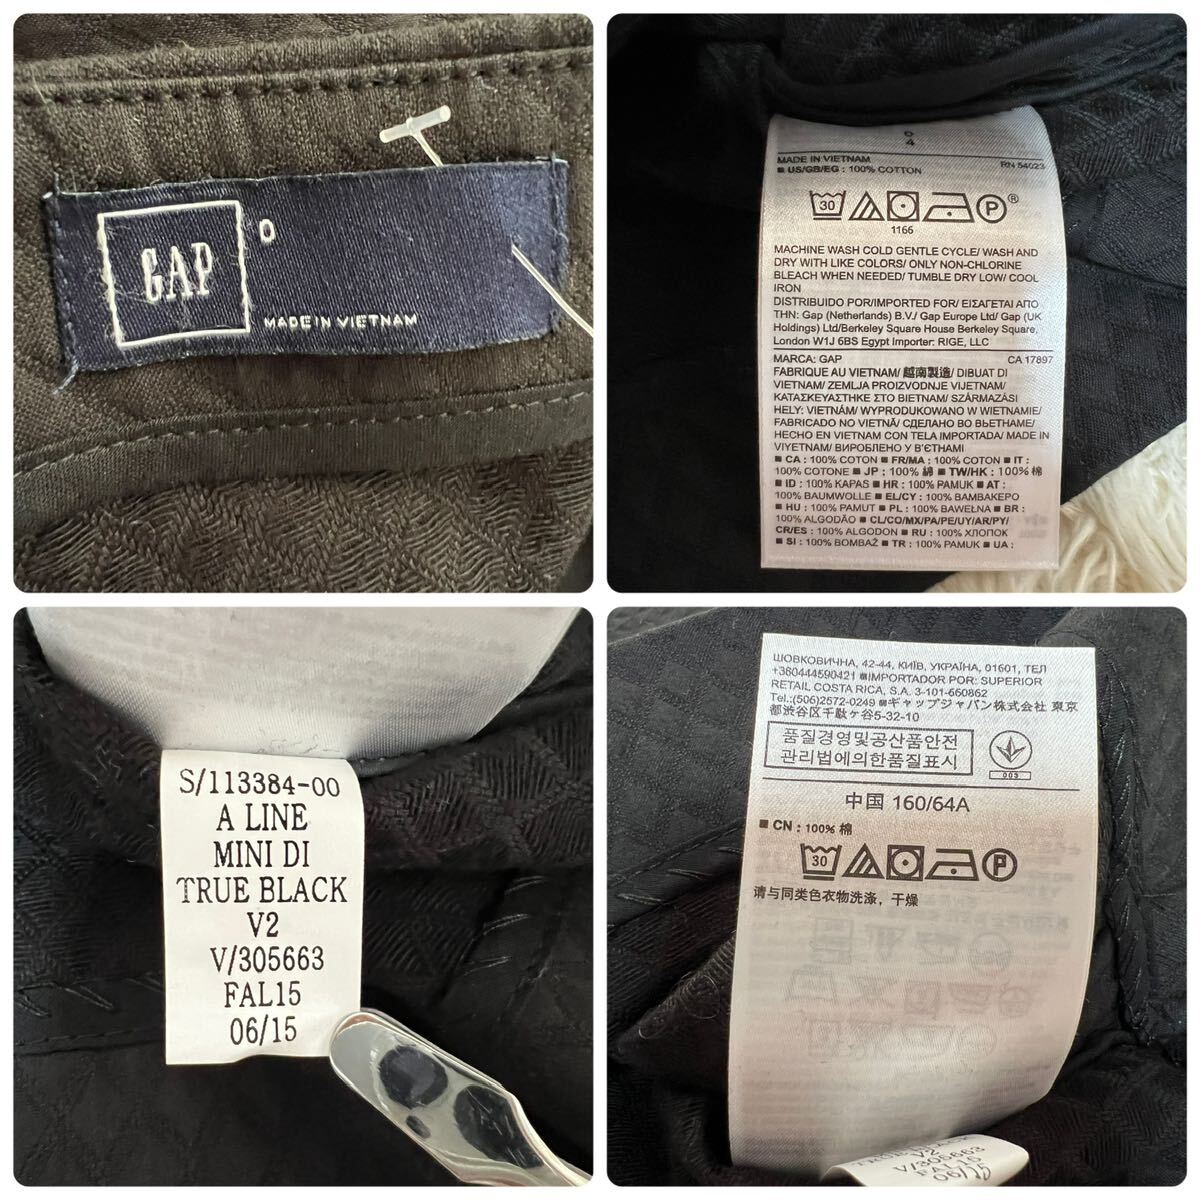 GAP
0
MADE IN VIETNAM
0
4
MADE IN VIETNAM RN 54023
■ US/GB/EG : 100% COTTON
30
P®
1166
MACHINE WASH COLD GENTLE CYCLE/ WASH AND
DRY WITH LIKE COLORS/ ONLY NON-CHLORINE
BLEACH WHEN NEEDED/ TUMBLE DRY LOW/ COOL
IRON
DISTRIBUIDO POR/IMPORTED FOR/ ΕΙΣΑΓΕΤΑΙ ΑΠΟ
ΤΗΝ: Gap (Netherlands) B.V./ Gap Europe Ltd/ Gap (UK
Holdings) Ltd/Berkeley Square House Berkeley Square.
London W1J 6BS Egypt Importer: RIGE, LLC
MARCA: GAP CA 17897
FABRIQUE AU VIETNAM/ 越南製造/ DIBUAT DI
VIETNAM/ ZEMLJA PROIZVODNJE VIJETNAM/
ΚΑΤΑΣΚΕΥΑΣΤΗΚΕ ΣΤΟ ΒΙΕΤΝΑΜ/ SZÁRMAZÁSI
HELY: VIETNÁM/ WYPRODUKOWANO W WIETNAMIE/
FABRICADO NO VIETNÃ/ СДЕЛАНО ВО ВЬЕТНАМЕ/
HECHO EN VIETNAM CON TELA IMPORTADA/ MADE IN
VIYETNAM/ ВИРОБЛЕНО У В'ЄТНАМІ
■ CA : 100% COTON ■ FR/MA : 100% COTON ■ IT :
100% COTONE ■ JP : 100% 綿 ■ TW/HK : 100% 棉
■ ID : 100% KAPAS ■ HR : 100% PAMUK ■ AT :
100% BAUMWOLLE ■ EL/CY : 100% ΒΑΜΒΑΚΕΡΟ
■ HU : 100% PAMUT ■ PL : 100% BAWEŁNA ■ BR :
100% ALGODÃO ■ CL/CO/MX/PA/PE/UY/AR/PY/
CR/ES : 100% ALGODON ■ RU : 100% ХЛОПОК
■ SI : 100% BOMBAŽ ■ TR : 100% PAMUK ■ UA :
S/113384-00
A LINE
MINI DI
TRUE BLACK
V2
V/305663
FAL15
06/15
ШОВКОВИЧНА, 42-44, КИЇВ, УКРАЇНА, 01601, ТЕЛ
+380444590421 ■IMPORTADOR POR: SUPERIOR
RETAIL COSTA RICA, S.A. 3-101-660862
Tel.:(506)2572-0249 ■ギャップジャパン株式会社 東京
都渋谷区千駄ヶ谷5-32-10
품질경영및공산품안전
관리법에의한품질표시
003
中国 160/64A
■ CN : 100% 棉
30
P
请与同类色衣物洗涤，干燥
TRUE BLACK
V2
V/305663
FAL15
06/15